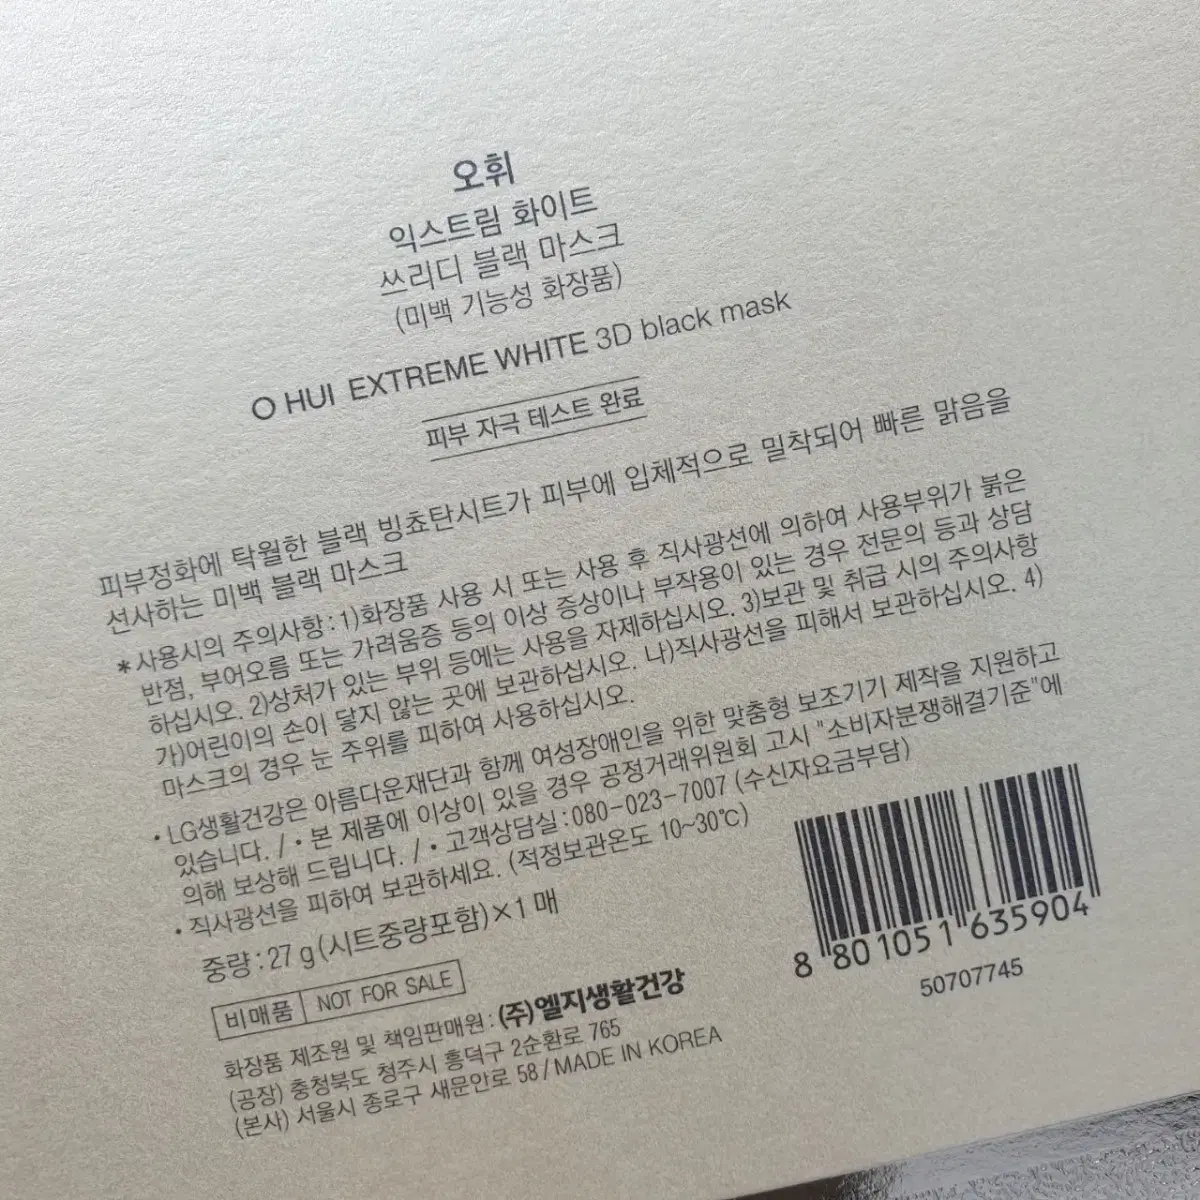 오휘
익스트림 화이트
쓰리디 블랙 마스크
(미백 기능성 화장품)
O HUI EXTREME WHITE 3D black mask
피부 자극 테스트 완료
피부정화에 탁월한 블랙 빙쵸탄시트가 피부에 입체적으로 밀착되어 빠른 맑음을
선사하는 미백 블랙 마스크
*사용시의 주의사항:1)화장품 사용 시 또는 사용 후 직사광선에 의하여 사용부위가 붉은
반점, 부어오름 또는 가려움증 등의 이상 증상이나 부작용이 있는 경우 전문의 등과 상담
하십시오. 2)상처가 있는 부위 등에는 사용을 자제하십시오. 3)보관 및 취급 시의 주의사항
가)어린이의 손이 닿지 않는 곳에 보관하십시오. 나)직사광선을 피해서 보관하십시오. 4)
마스크의 경우 눈 주위를 피하여 사용하십시오.
•LG생활건강은 아름다운재단과 함께 여성장애인을 위한 맞춤형 보조기기 제작을 지원하고
있습니다. /•본 제품에 이상이 있을 경우 공정거래위원회 고시 "소비자분쟁해결기준"에
의해 보상해 드립니다. /•고객상담실:080-023-7007 (수신자요금부담)
•직사광선을 피하여 보관하세요. (적정보관온도 10~30℃)
중량:27 g(시트중량포함)×1 매
비매품 NOT FOR SALE
화장품 제조원 및 책임판매원:(주)엘지생활건강
(공장) 충청북도 청주시 흥덕구 2순환로 765
(본사) 서울시 종로구 새문안로 58/MADE IN KOREA
8 801051 635904
50707745